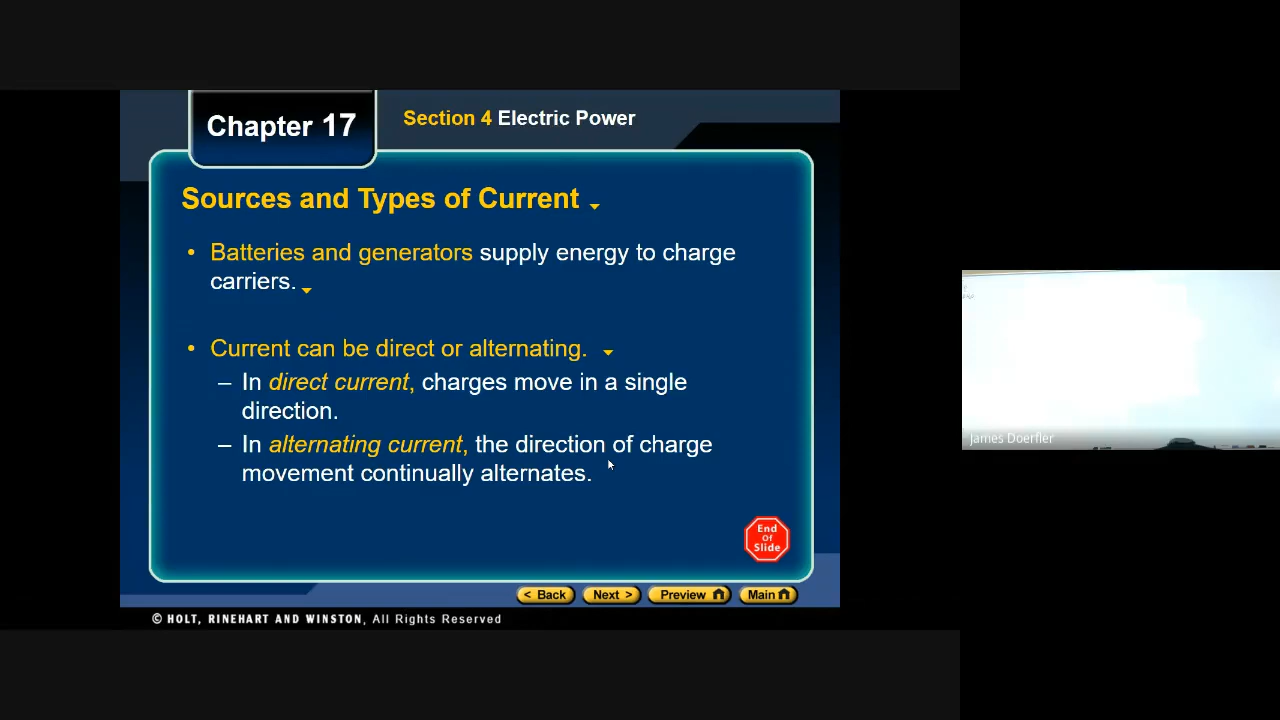 Chapter 17
Section 4 Electric Power
Sources and Types of Current
• Batteries and generators supply energy to charge
carriers.
• Current can be direct or alternating.
– In direct current, charges move in a single
direction.
– In alternating current, the direction of charge
movement continually alternates.
End
Of
Slide
< Back
Next >
Preview
Main
© HOLT, RINEHART AND WINSTON, All Rights Reserved
James Doerfler